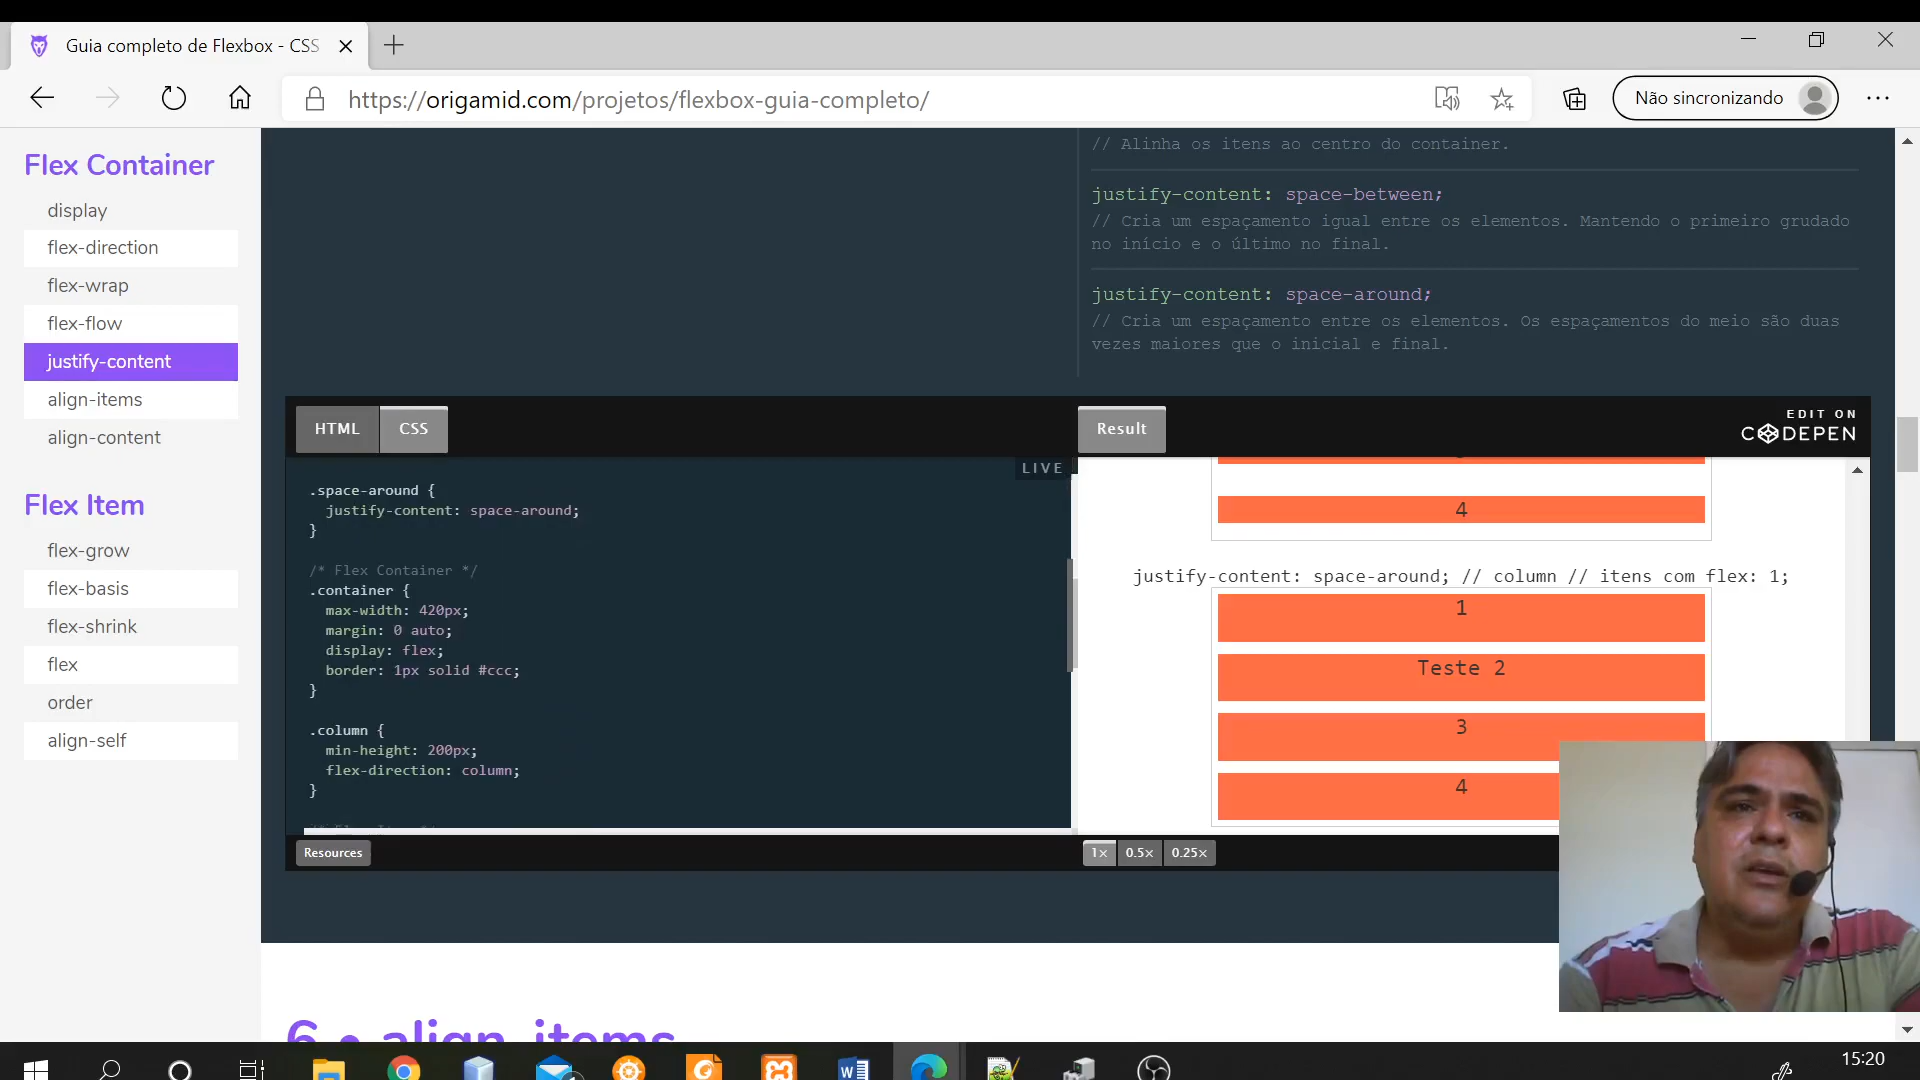 Guia completo de Flexbox - CSS
https://origamid.com/projetos/flexbox-guia-completo/
Não sincronizando
Flex Container
display
flex-direction
flex-wrap
flex-flow
justify-content
align-items
align-content
Flex Item
flex-grow
flex-basis
flex-shrink
flex
order
align-self
// Alinha os itens ao centro do container.
justify-content: space-between;
// Cria um espaçamento igual entre os elementos. Mantendo o primeiro grudado
no início e o último no final.
justify-content: space-around;
// Cria um espaçamento entre os elementos. Os espaçamentos do meio são duas
vezes maiores que o inicial e final.
HTML
CSS
Result
EDIT ON
CODEPEN
LIVE
.space-around {
justify-content: space-around;
}
/* Flex Container */
.container {
max-width: 420px;
margin: 0 auto;
display: flex;
border: 1px solid #ccc;
}
.column {
min-height: 200px;
flex-direction: column;
}
4
justify-content: space-around; // column // itens com flex: 1;
1
Teste 2
3
4
Resources
1×
0.5×
0.25×
6 • align-items
15:20